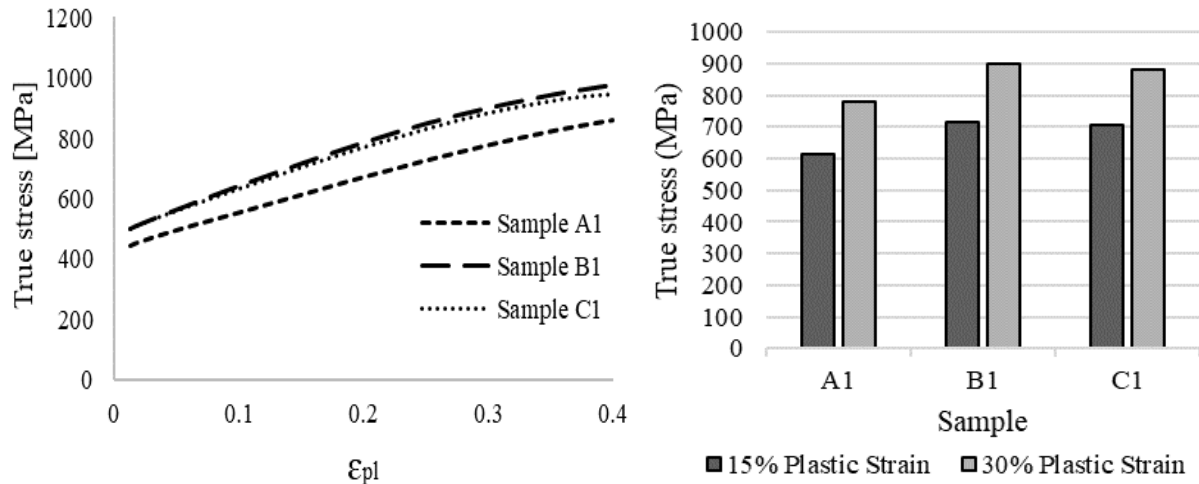 True stress [MPa]
1200
1000
800
600
400
200
0
0 0.1 0.2 0.3 0.4
εpl
Sample A1
Sample B1
Sample C1
True stress (MPa)
1000
900
800
700
600
500
400
300
200
100
0
A1 B1 C1
Sample
15% Plastic Strain 30% Plastic Strain